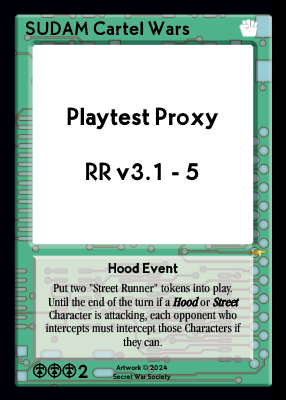 SUDAM Cartel Wars
Playtest Proxy
RR v3.1 - 5
Hood Event
Put two "Street Runner" tokens into play.
Until the end of the turn if a Hood or Street
Character is attacking, each opponent who
intercepts must intercept those Characters if
they can.
2
Artwork © 2024
Secret War Society